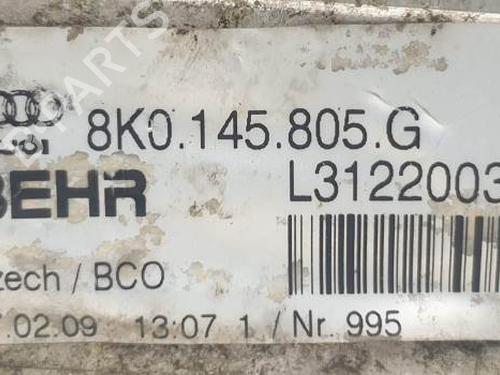 8K0.145.805.G
BEHR
L3122003
zech / BCO
.02.09 13:07 1 / Nr. 995